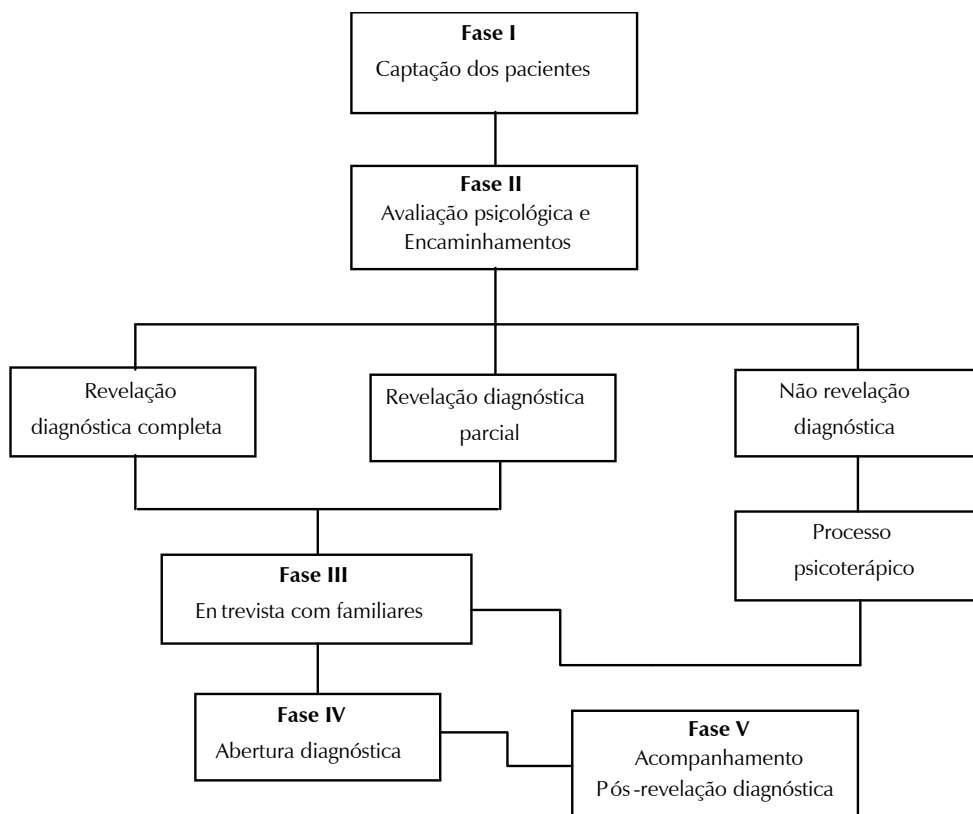 Fase I
Captação dos pacientes
Fase II
Avaliação psicológica e
Encaminhamentos
Revelação
diagnóstica completa
Revelação diagnóstica
parcial
Não revelação
diagnóstica
Processo
psicoterápico
Fase III
En trevista com familiares
Fase IV
Abertura diagnóstica
Fase V
Acompanhamento
Pós-revelação diagnóstica